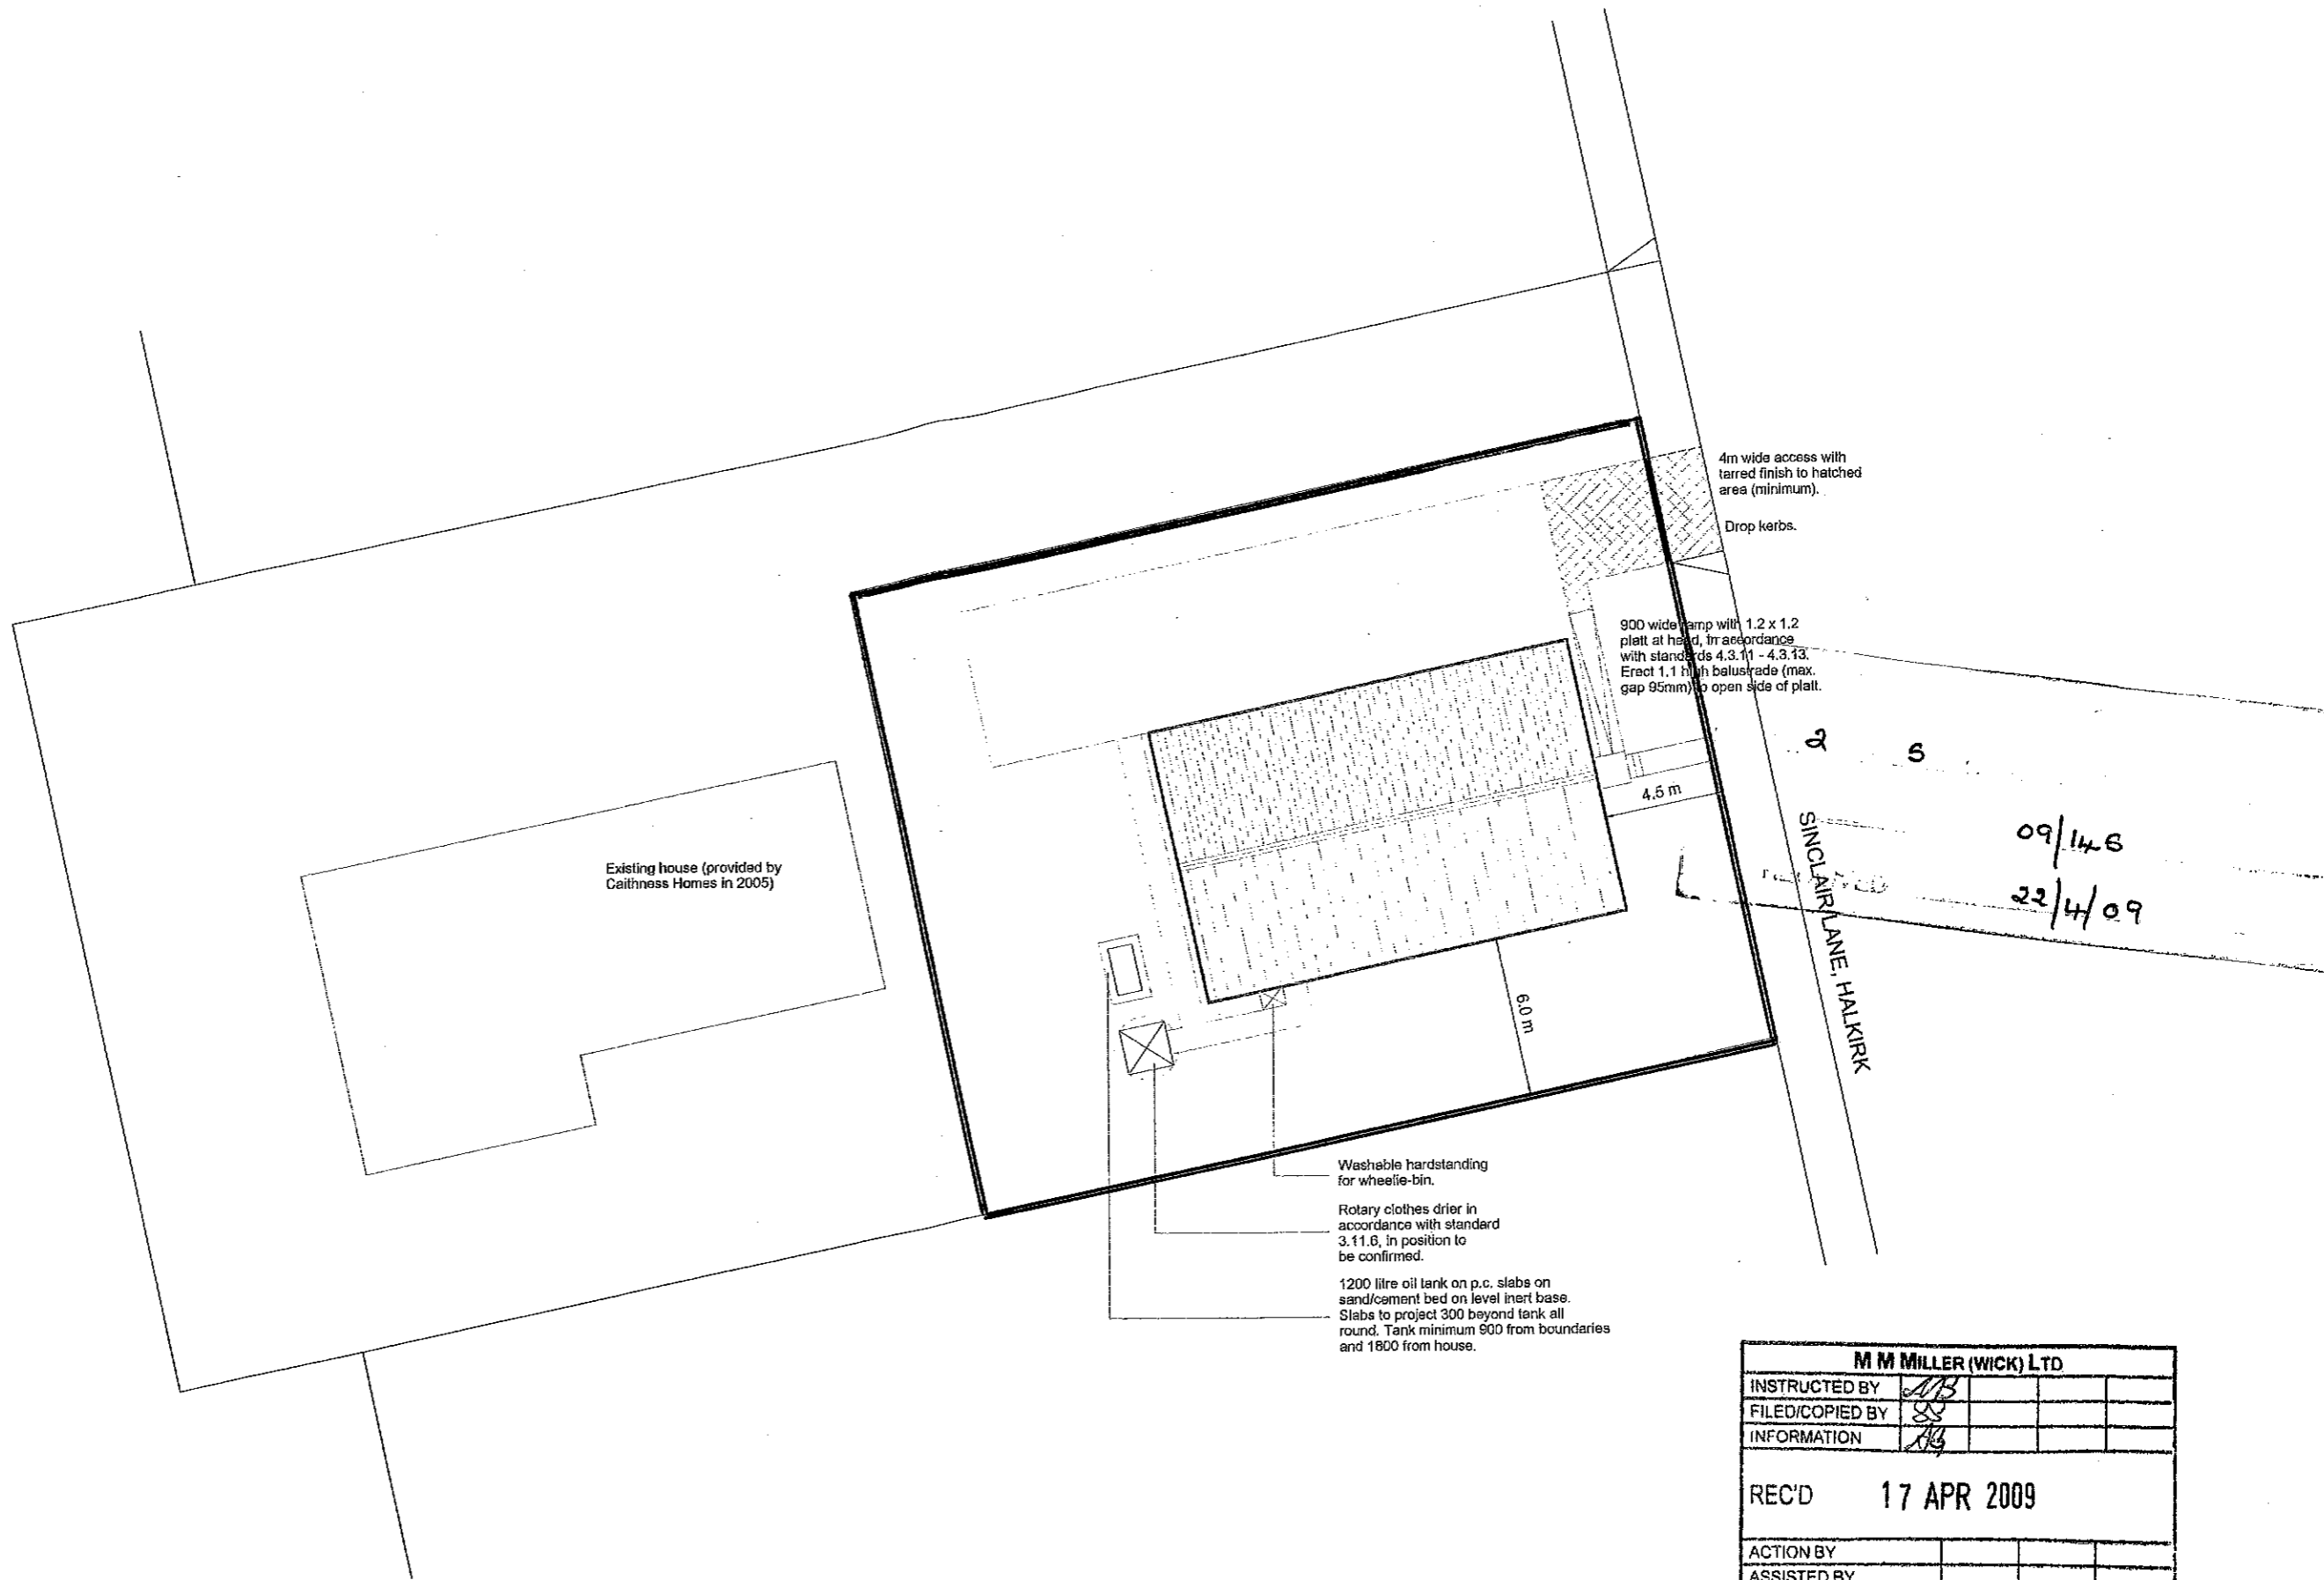 4m wide access with
tarred finish to hatched
area (minimum).
Drop kerbs.
900 wide ramp with 1.2 x 1.2
platt at head, in accordance
with standards 4.3.11 - 4.3.13.
Erect 1.1 high balustrade (max.
gap 95mm) to open side of platt.
4.5 m
SINCLAIR LANE, HALKIRK
09/146
22/4/09
Existing house (provided by
Caithness Homes in 2005)
6.0 m
Washable hardstanding
for wheelie-bin.
Rotary clothes drier in
accordance with standard
3.11.6, in position to
be confirmed.
1200 litre oil tank on p.c. slabs on
sand/cement bed on level inert base.
Slabs to project 300 beyond tank all
round. Tank minimum 900 from boundaries
and 1800 from house.
M M MILLER (WICK) LTD
INSTRUCTED BY
FILED/COPIED BY
INFORMATION
REC'D 17 APR 2009
ACTION BY
ASSISTED BY